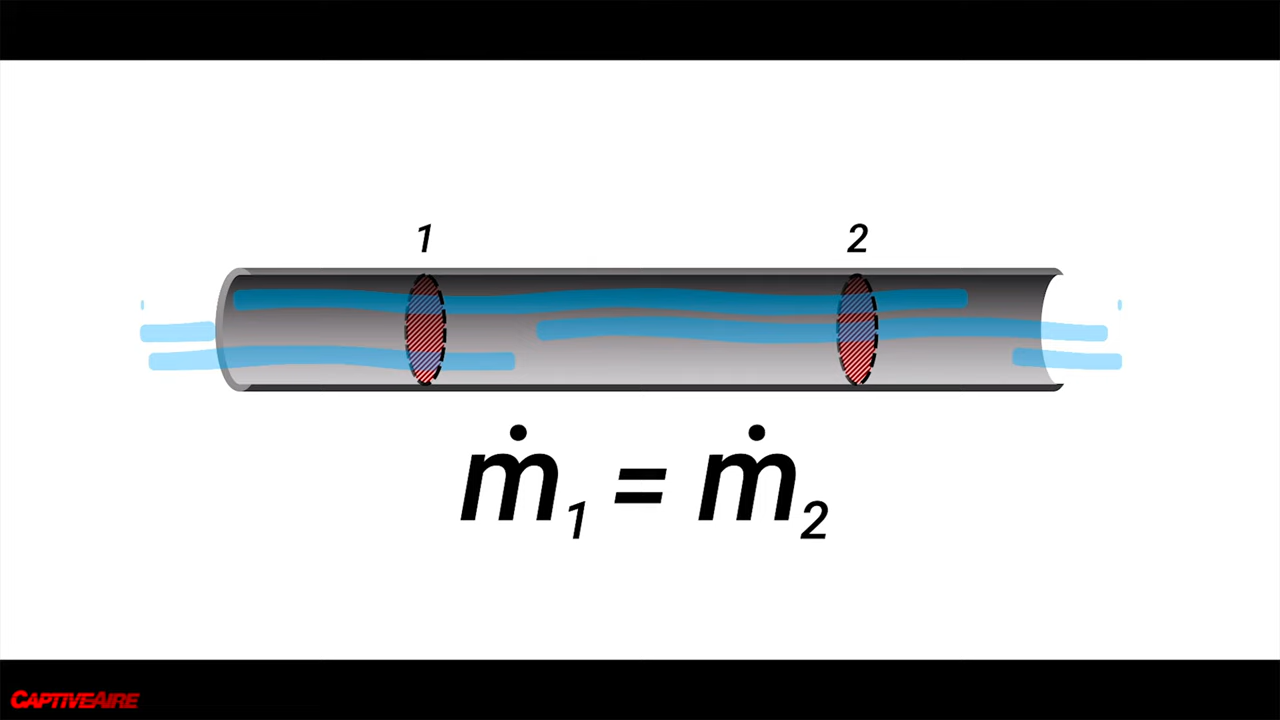 1 2
ṁ₁ = ṁ₂
CAPTIVEAIRE